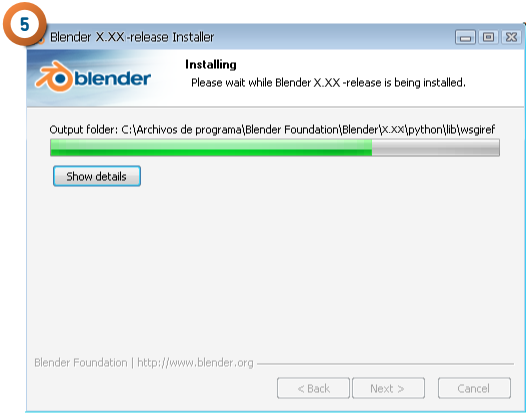 5
Blender X.XX -release Installer
blender
Installing
Please wait while Blender X.XX -release is being installed.
Output folder: C:\Archivos de programa\Blender Foundation\Blender\X.XX\python\lib\wsgiref
Show details
Blender Foundation | http://www.blender.org
< Back Next > Cancel